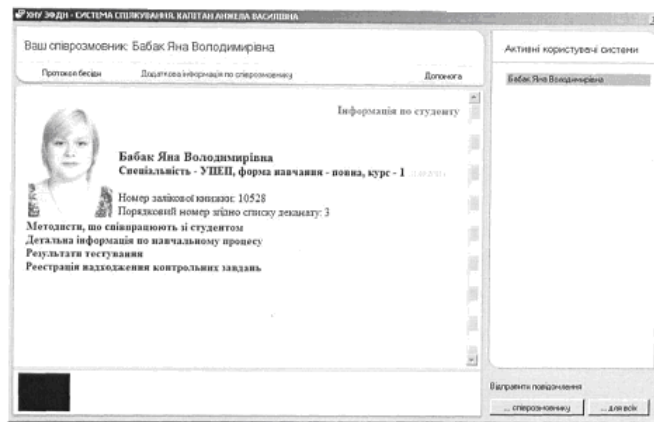 ХНУ ЗФДН - СИСТЕМА СПІЛКУВАННЯ. КАПІТАН АНЖЕЛА ВАСИЛІВНА
Ваш співрозмовник: Бабак Яна Володимирівна
Протокол бесіди Додаткова інформація по співрозмовнику Допомога
Інформація по студенту
Бабак Яна Володимирівна
Спеціальність - УПЕП, форма навчання - повна, курс - 1
Номер залікової книжки: 10528
Порядковий номер згідно списку деканату: 3
Методисти, що співпрацюють зі студентом
Детальна інформація по навчальному процесу
Результати тестування
Реєстрація надходження контрольних завдань
Активні користувачі системи
Бабак Яна Володимирівна
Відправити повідомлення
... співрозмовнику ... для всіх